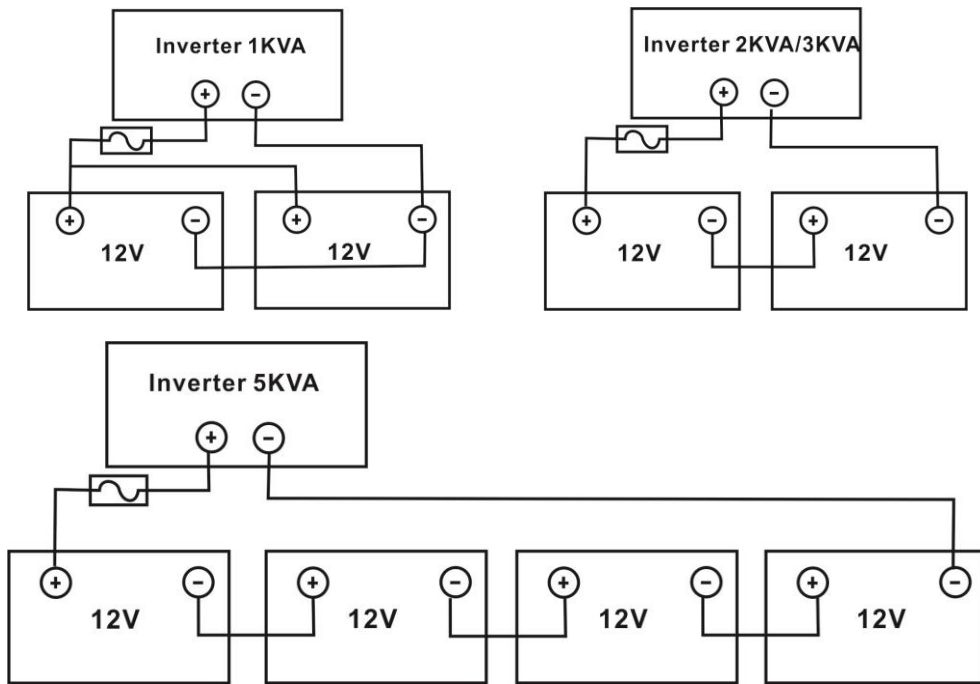 Inverter 1KVA
+ −
+ − + −
12V 12V
Inverter 2KVA/3KVA
+ −
+ − + −
12V 12V
Inverter 5KVA
+ −
+ − + − + − + −
12V 12V 12V 12V